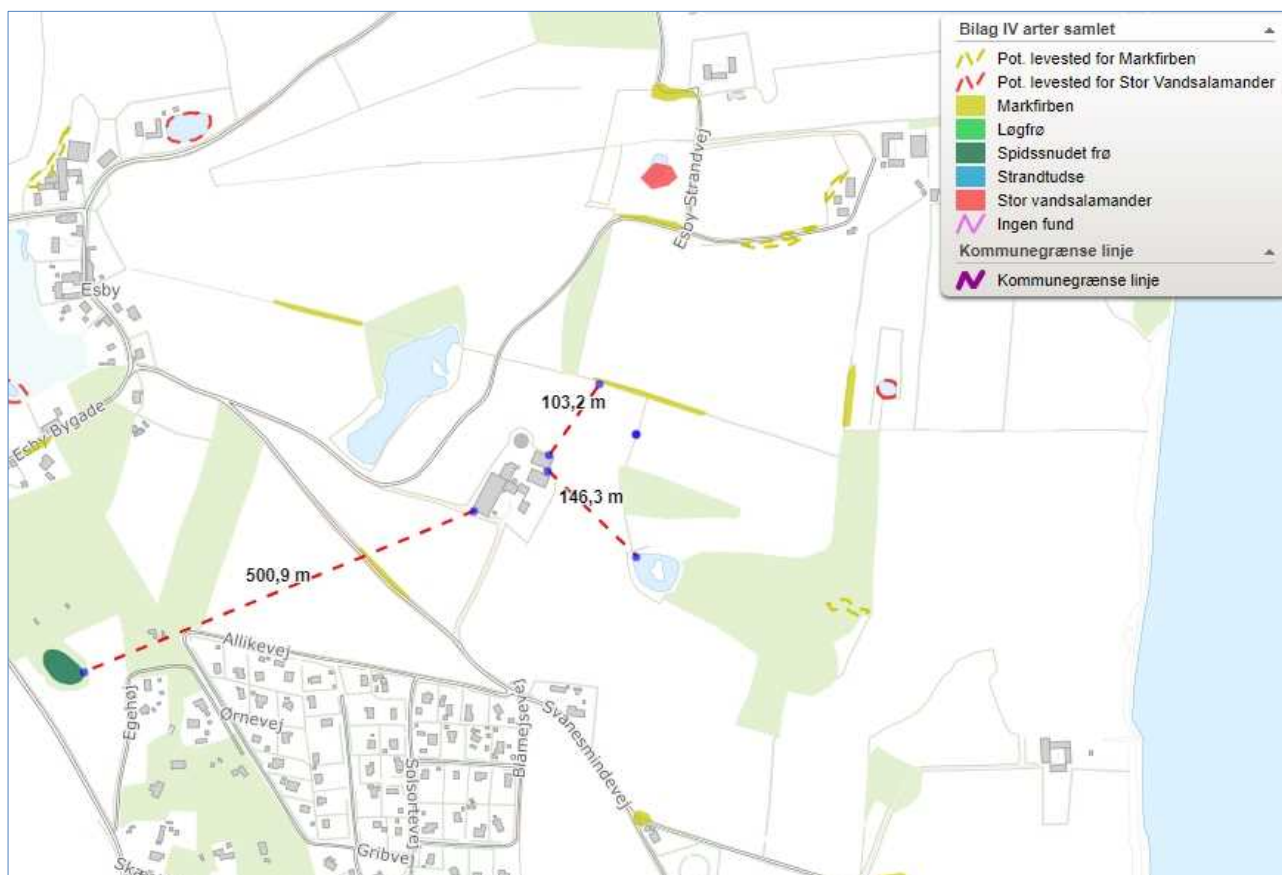 Bilag IV arter samlet
Pot. levested for Markfirben
Pot. levested for Stor Vandsalamander
Markfirben
Løgfrø
Spidssnudet frø
Strandtudse
Stor vandsalamander
Ingen fund
Kommunegrænse linje
Kommunegrænse linje
Esby Strandvej
Esby
Esby Bygade
103,2 m
146,3 m
500,9 m
Allikevej
Egehøj
Ørnevej
Solsortevej
Blåmejsevej
Svanesmindevej
Gribvej
Skæ